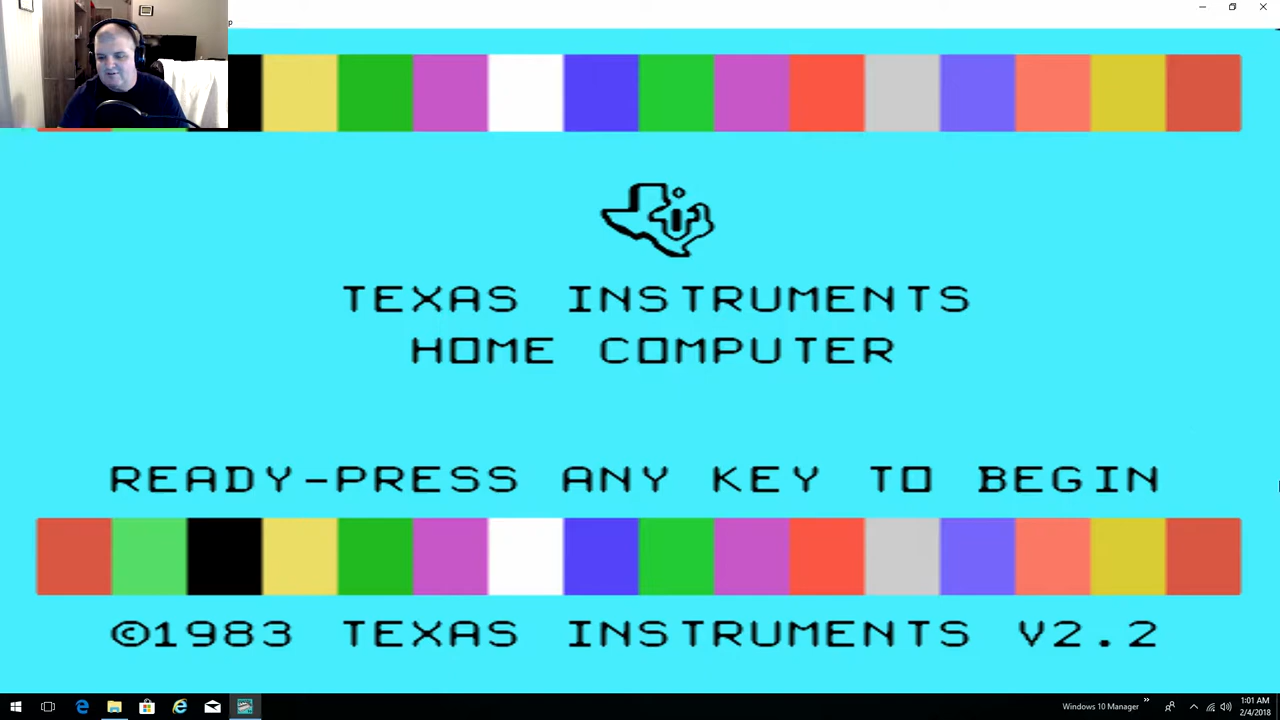 p
TEXAS INSTRUMENTS
HOME COMPUTER
READY-PRESS ANY KEY TO BEGIN
©1983 TEXAS INSTRUMENTS V2.2
Windows 10 Manager
1:01 AM
2/4/2018